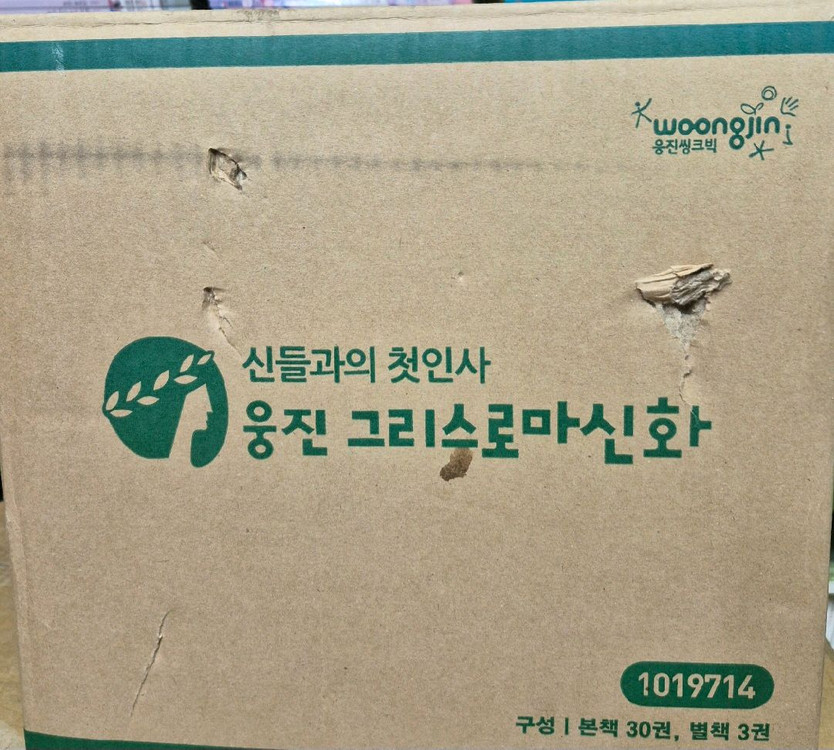 woongjin
웅진씽크빅
신들과의 첫인사
웅진 그리스로마신화
1019714
구성 | 본책 30권, 별책 3권